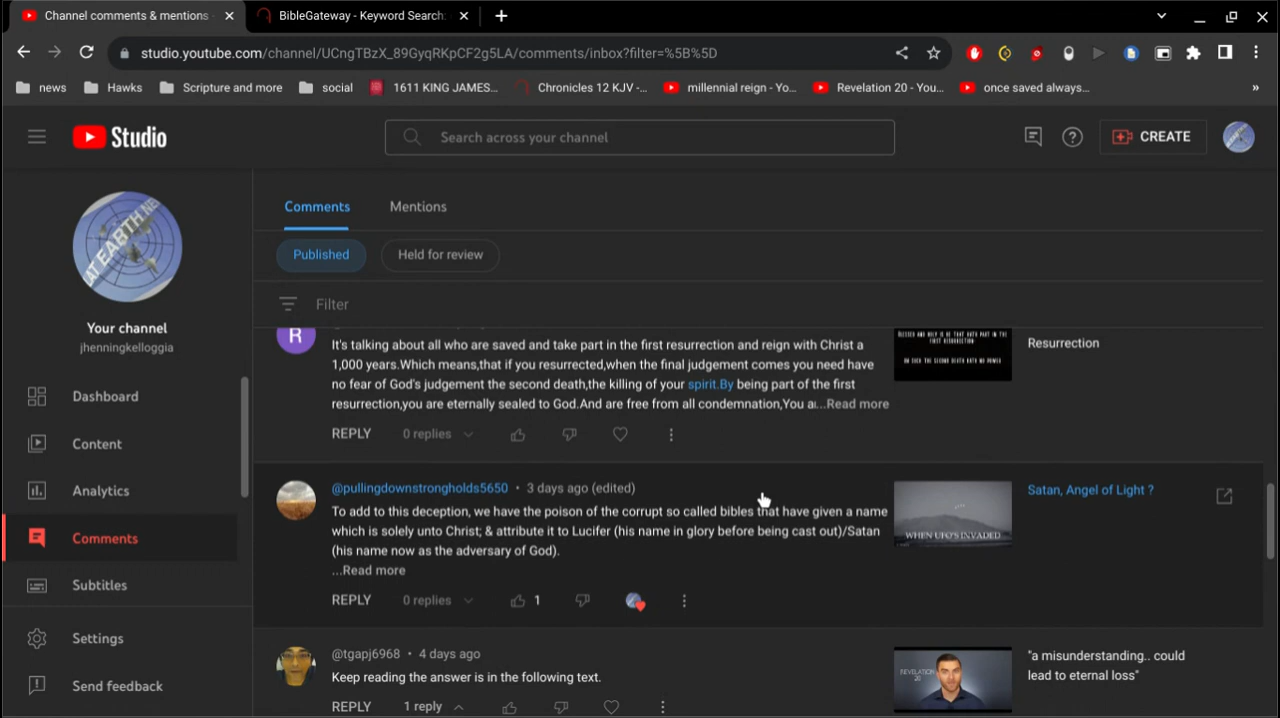 Channel comments & mentions
BibleGateway - Keyword Search:
studio.youtube.com/channel/UCngTBzX_89GyqRKpCF2g5LA/comments/inbox?filter=%5B%5D
news Hawks Scripture and more social 1611 KING JAMES... Chronicles 12 KJV -... millennial reign - Yo... Revelation 20 - You... once saved always... »
Studio
Search across your channel
CREATE
Your channel
jhenningkelloggia
Dashboard
Content
Analytics
Comments
Subtitles
Settings
Send feedback
Comments Mentions
Published Held for review
Filter
R
It's talking about all who are saved and take part in the first resurrection and reign with Christ a
1,000 years.Which means,that if you resurrected,when the final judgement comes you need have
no fear of God's judgement the second death,the killing of your spirit.By being part of the first
resurrection,you are eternally sealed to God.And are free from all condemnation,You a...Read more
REPLY 0 replies
Resurrection
@pullingdownstrongholds5650 • 3 days ago (edited)
To add to this deception, we have the poison of the corrupt so called bibles that have given a name
which is solely unto Christ; & attribute it to Lucifer (his name in glory before being cast out)/Satan
(his name now as the adversary of God).
...Read more
REPLY 0 replies 1
WHEN UFO'S INVADED
Satan, Angel of Light ?
@tgapj6968 • 4 days ago
Keep reading the answer is in the following text.
REPLY 1 reply
REVELATION
20
"a misunderstanding.. could
lead to eternal loss"